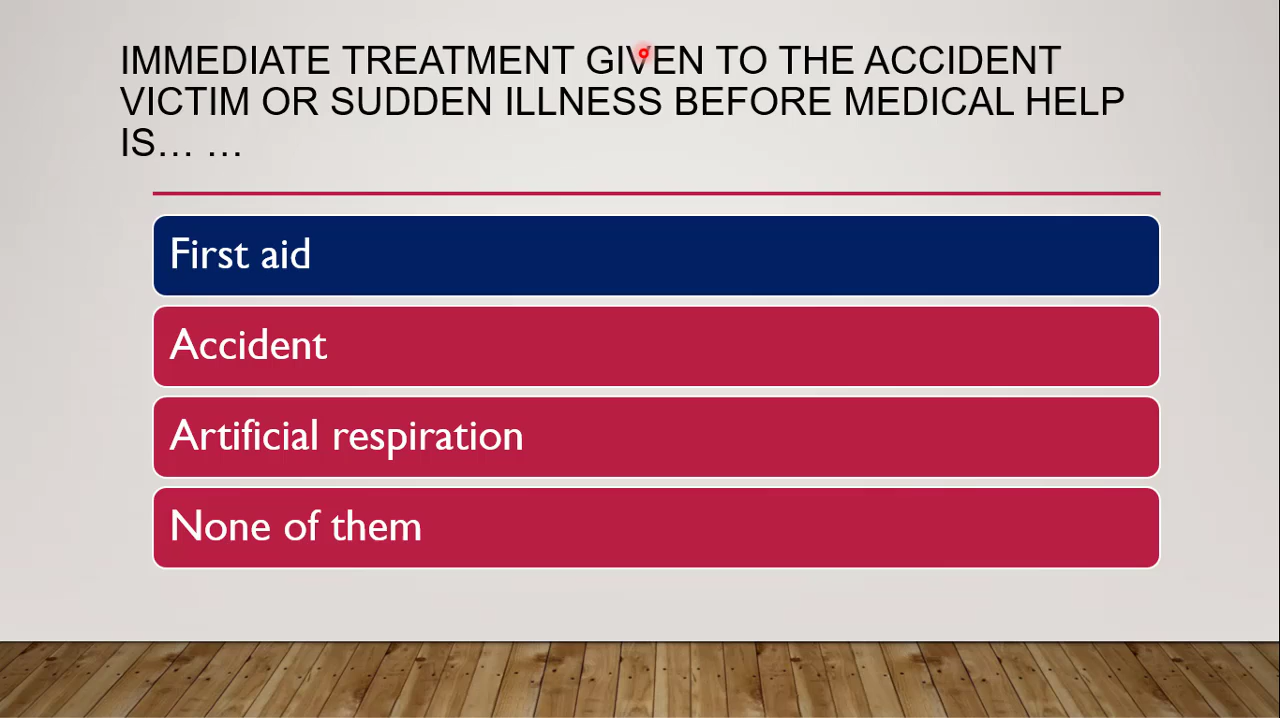 IMMEDIATE TREATMENT GIVEN TO THE ACCIDENT
VICTIM OR SUDDEN ILLNESS BEFORE MEDICAL HELP
IS… …
First aid
Accident
Artificial respiration
None of them